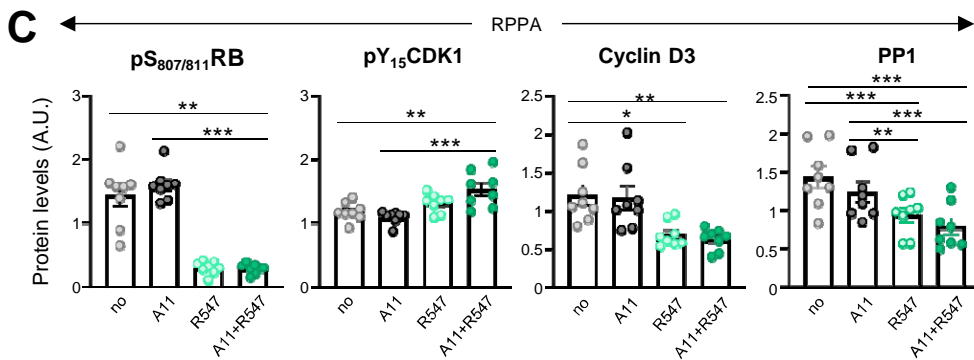 C
RPPA
pS807/811RB
pY15CDK1
Cyclin D3
PP1
Protein levels (A.U.)
3
2
1
0
**
***
no
A11
R547
A11+R547
3
2
1
0
**
***
no
A11
R547
A11+R547
2.5
2
1.5
1
0.5
0
**
*
no
A11
R547
A11+R547
2.5
2
1.5
1
0.5
0
***
***
***
**
no
A11
R547
A11+R547